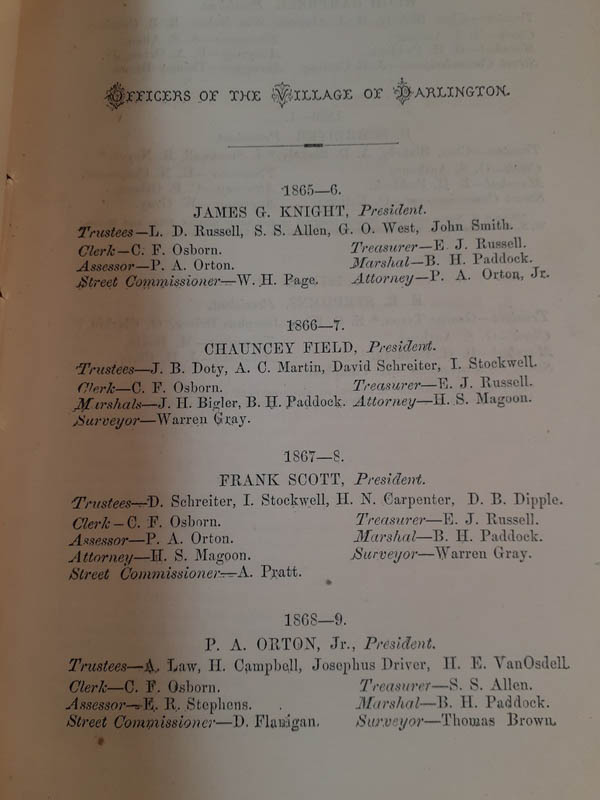 OFFICERS OF THE VILLAGE OF DARLINGTON.
1865—6.
JAMES G. KNIGHT, President.
Trustees—L. D. Russell, S. S. Allen, G. O. West, John Smith.
Clerk—C. F. Osborn. Treasurer—E. J. Russell.
Assessor—P. A. Orton. Marshal—B. H. Paddock.
Street Commissioner—W. H. Page. Attorney—P. A. Orton, Jr.
1866—7.
CHAUNCEY FIELD, President.
Trustees—J. B. Doty, A. C. Martin, David Schreiter, I. Stockwell.
Clerk—C. F. Osborn. Treasurer—E. J. Russell.
Marshals—J. H. Bigler, B. H. Paddock. Attorney—H. S. Magoon.
Surveyor—Warren Gray.
1867—8.
FRANK SCOTT, President.
Trustees—D. Schreiter, I. Stockwell, H. N. Carpenter, D. B. Dipple.
Clerk—C. F. Osborn. Treasurer—E. J. Russell.
Assessor—P. A. Orton. Marshal—B. H. Paddock.
Attorney—H. S. Magoon. Surveyor—Warren Gray.
Street Commissioner—A. Pratt.
1868—9.
P. A. ORTON, Jr., President.
Trustees—A. Law, H. Campbell, Josephus Driver, H. E. VanOsdell.
Clerk—C. F. Osborn. Treasurer—S. S. Allen.
Assessor—E. R. Stephens. Marshal—B. H. Paddock.
Street Commissioner—D. Flanigan. Surveyor—Thomas Brown.